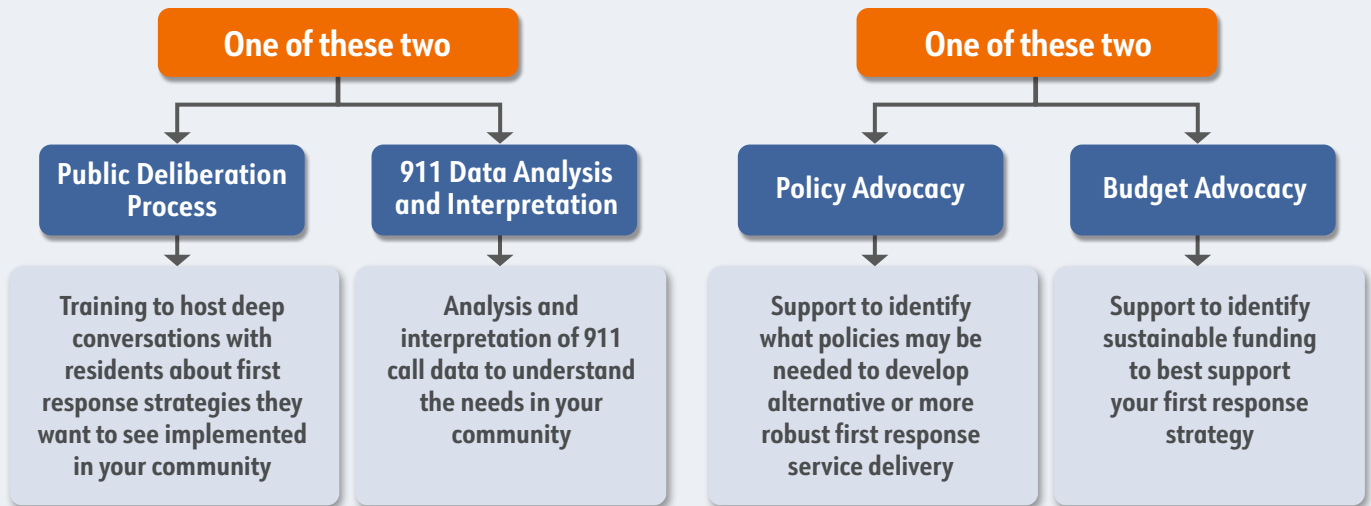 One of these two
Public Deliberation
Process
Training to host deep
conversations with
residents about first
response strategies they
want to see implemented
in your community
911 Data Analysis
and Interpretation
Analysis and
interpretation of 911
call data to understand
the needs in your
community
One of these two
Policy Advocacy
Support to identify
what policies may be
needed to develop
alternative or more
robust first response
service delivery
Budget Advocacy
Support to identify
sustainable funding
to best support
your first response
strategy